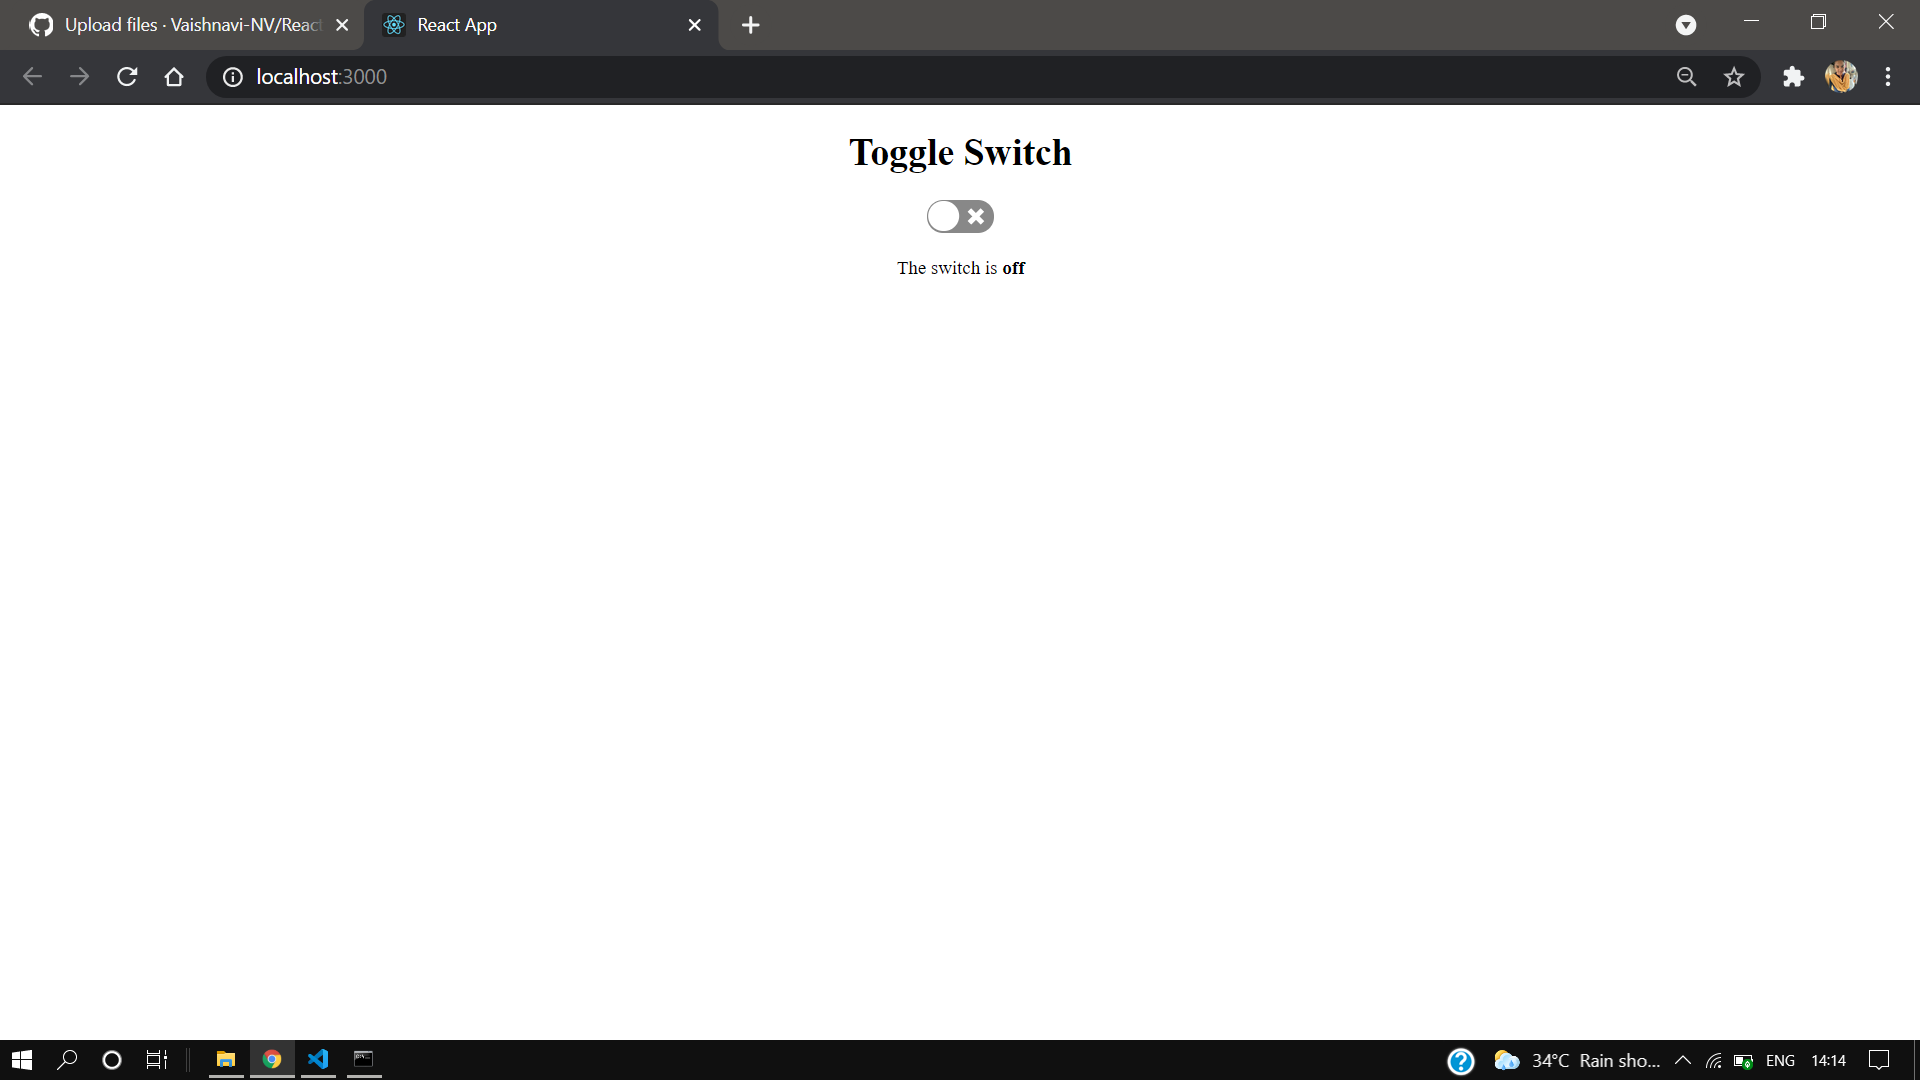 Upload files · Vaishnavi-NV/React
React App
localhost:3000
Toggle Switch
The switch is off
34°C Rain sho...
ENG
14:14